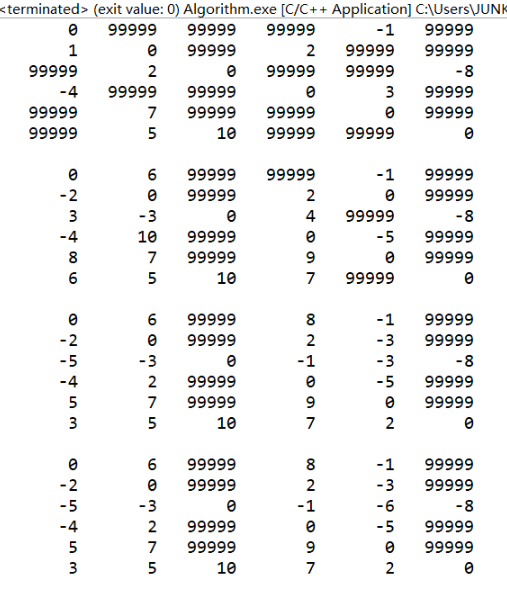 <terminated> (exit value: 0) Algorithm.exe [C/C++ Application] C:\Users\JUNK
0 99999 99999 99999 -1 99999
1 0 99999 2 99999 99999
99999 2 0 99999 99999 -8
-4 99999 99999 0 3 99999
99999 7 99999 99999 0 99999
99999 5 10 99999 99999 0
0 6 99999 99999 -1 99999
-2 0 99999 2 0 99999
3 -3 0 4 99999 -8
-4 10 99999 0 -5 99999
8 7 99999 9 0 99999
6 5 10 7 99999 0
0 6 99999 8 -1 99999
-2 0 99999 2 -3 99999
-5 -3 0 -1 -3 -8
-4 2 99999 0 -5 99999
5 7 99999 9 0 99999
3 5 10 7 2 0
0 6 99999 8 -1 99999
-2 0 99999 2 -3 99999
-5 -3 0 -1 -6 -8
-4 2 99999 0 -5 99999
5 7 99999 9 0 99999
3 5 10 7 2 0